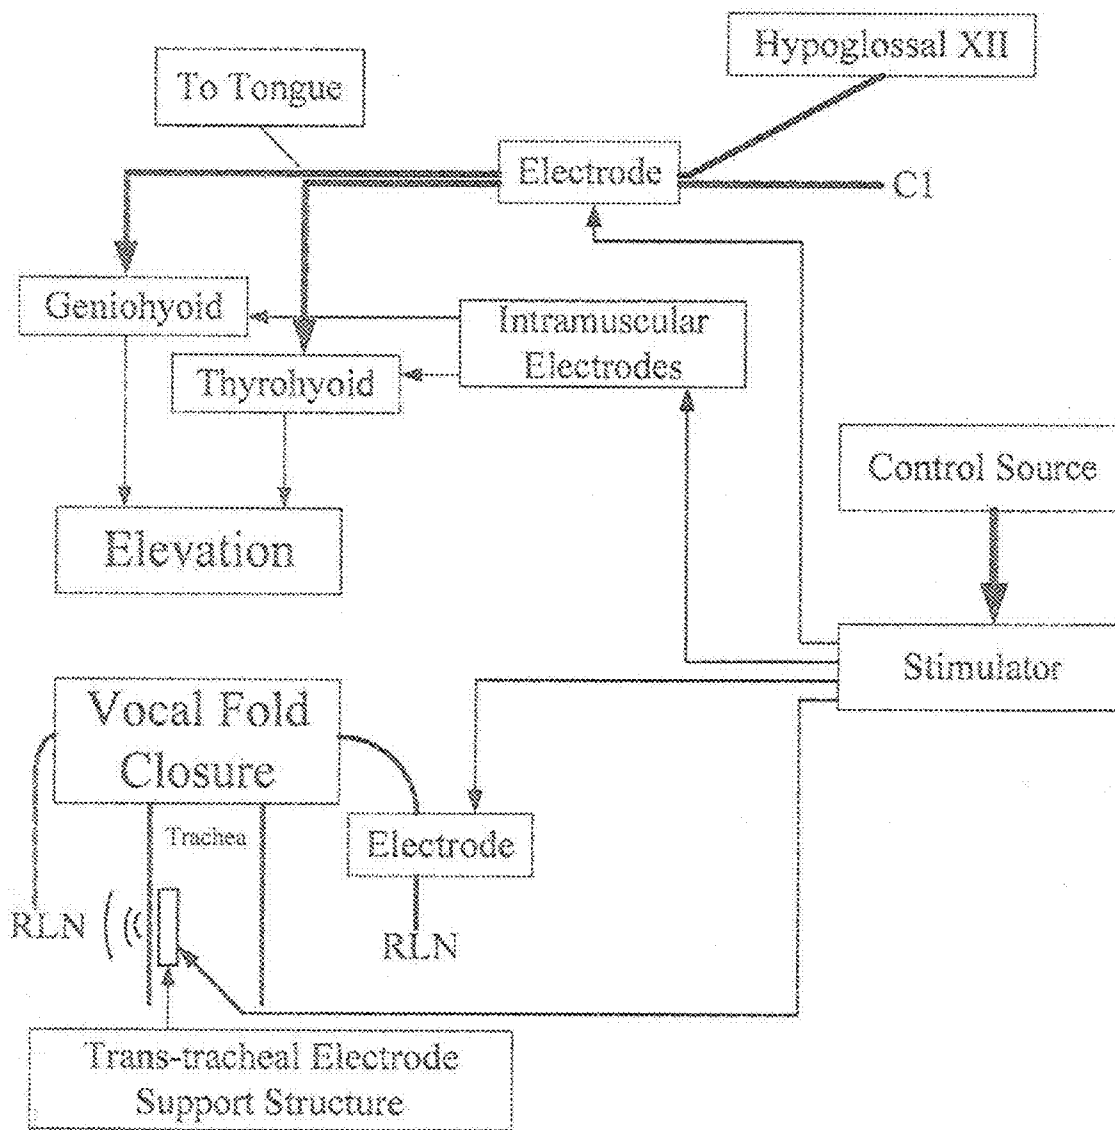 Hypoglossal XII
To Tongue
Electrode
C1
Geniohyoid
Intramuscular
Electrodes
Thyrohyoid
Control Source
Elevation
Stimulator
Vocal Fold
Closure
Trachea
Electrode
RLN
RLN
Trans-tracheal Electrode
Support Structure